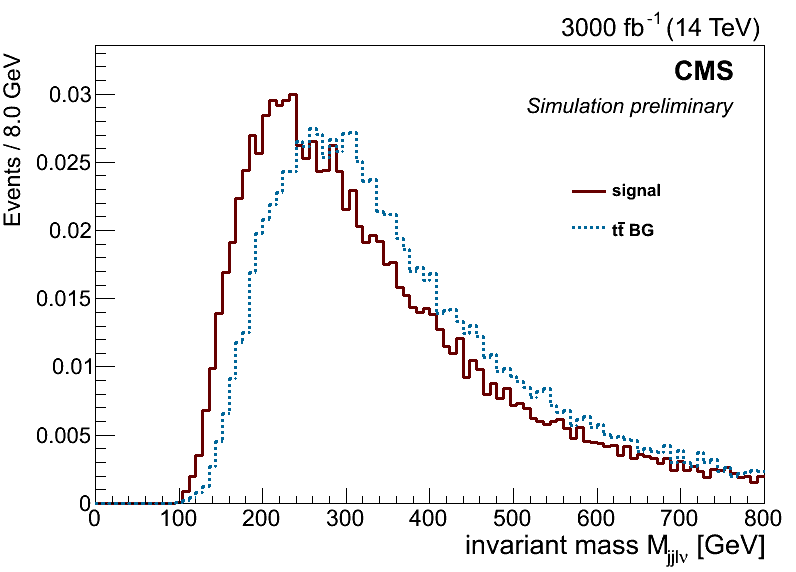 3000 fb⁻¹ (14 TeV)
CMS
Simulation preliminary
Events / 8.0 GeV
0.03
0.025
0.02
0.015
0.01
0.005
0
signal
tt̄ BG
0 100 200 300 400 500 600 700 800
invariant mass M_jjlν [GeV]